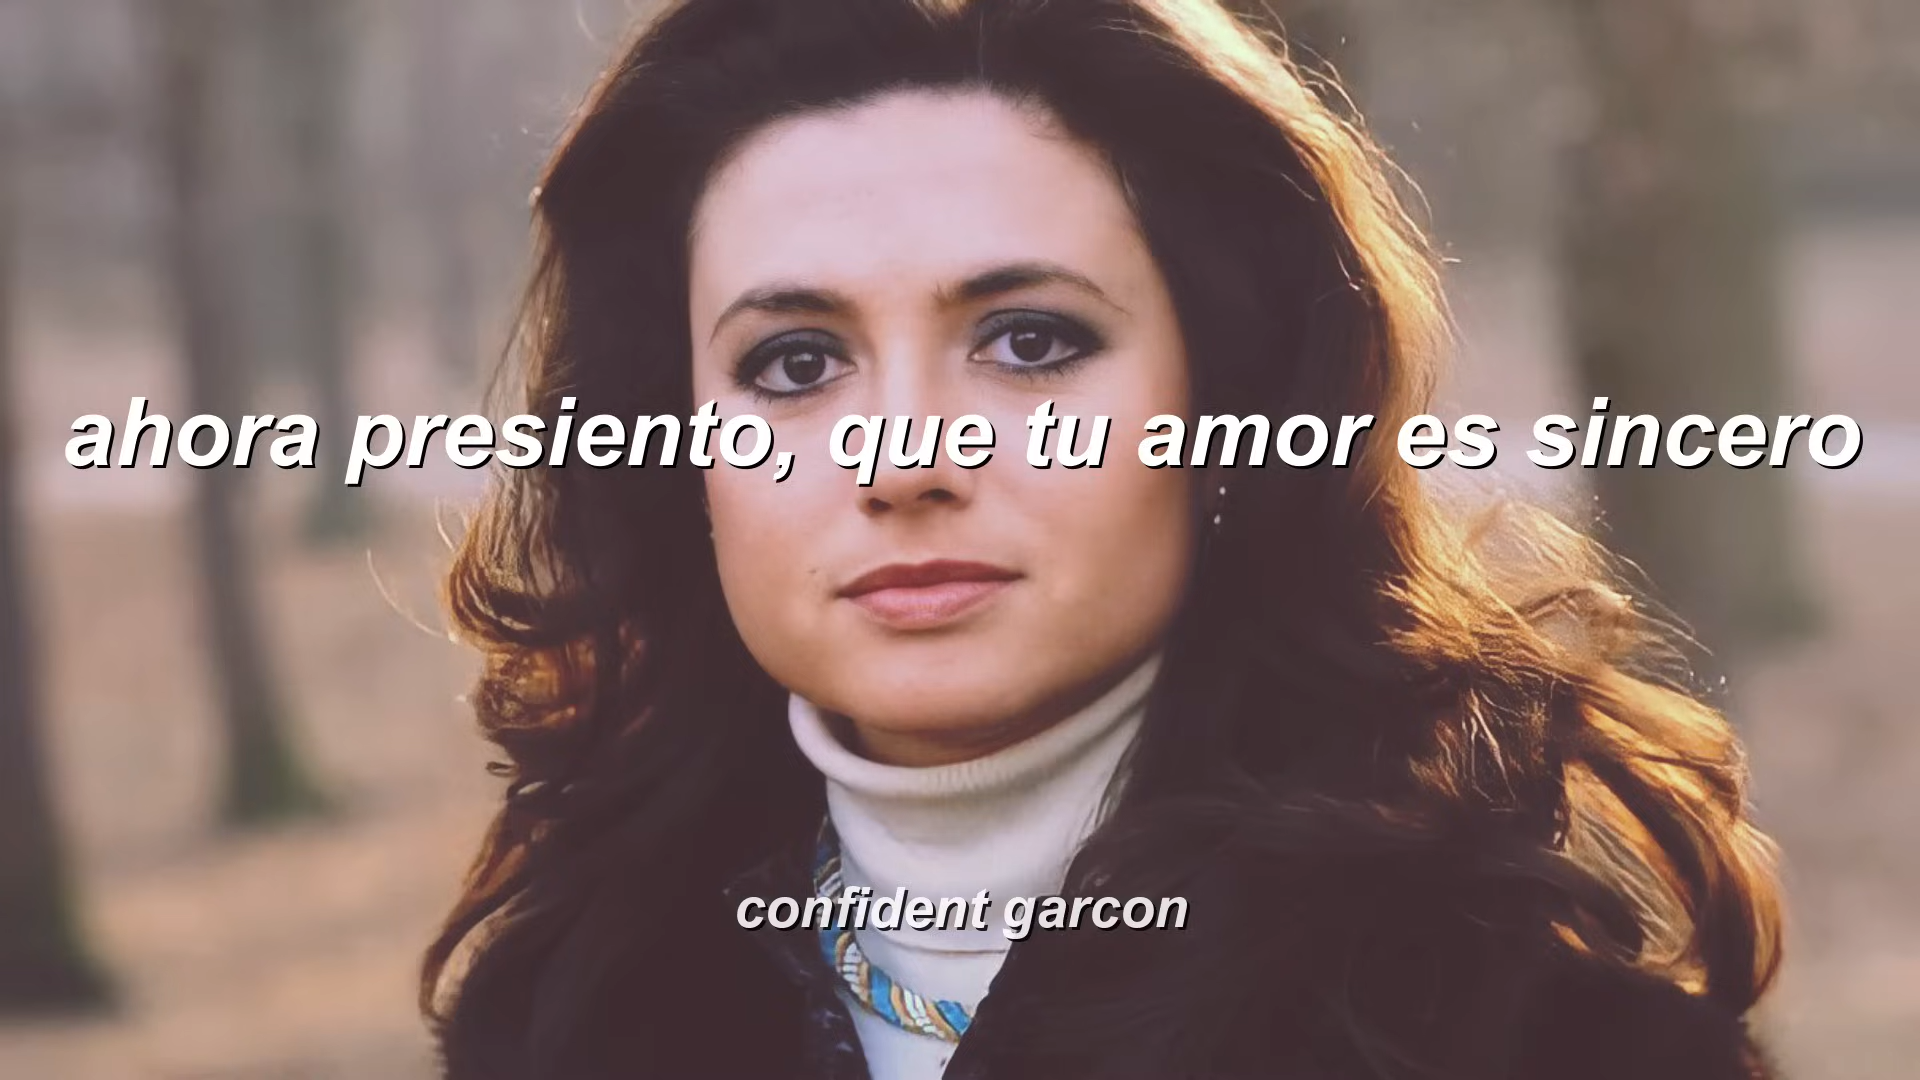 ahora presiento, que tu amor es sincero
confident garcon